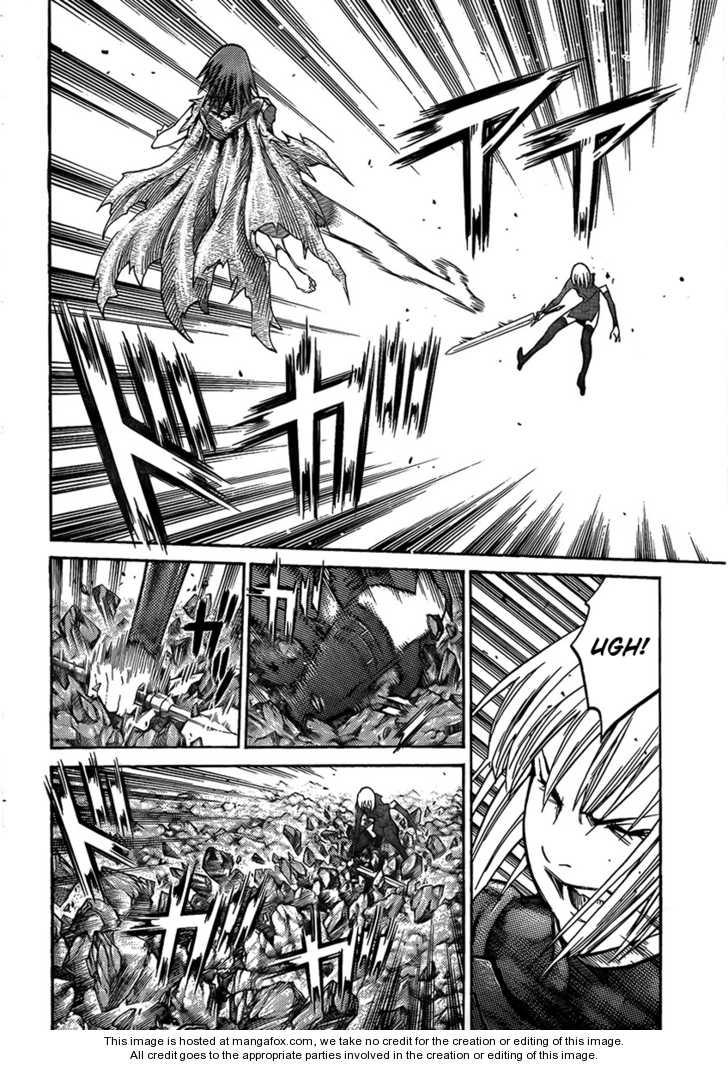 アア
ドガガ
UGH!
ガ
ガ
ドガガ
This image is hosted at mangafox.com, we take no credit for the creation or editing of this image.
All credit goes to the appropriate parties involved in the creation or editing of this image.